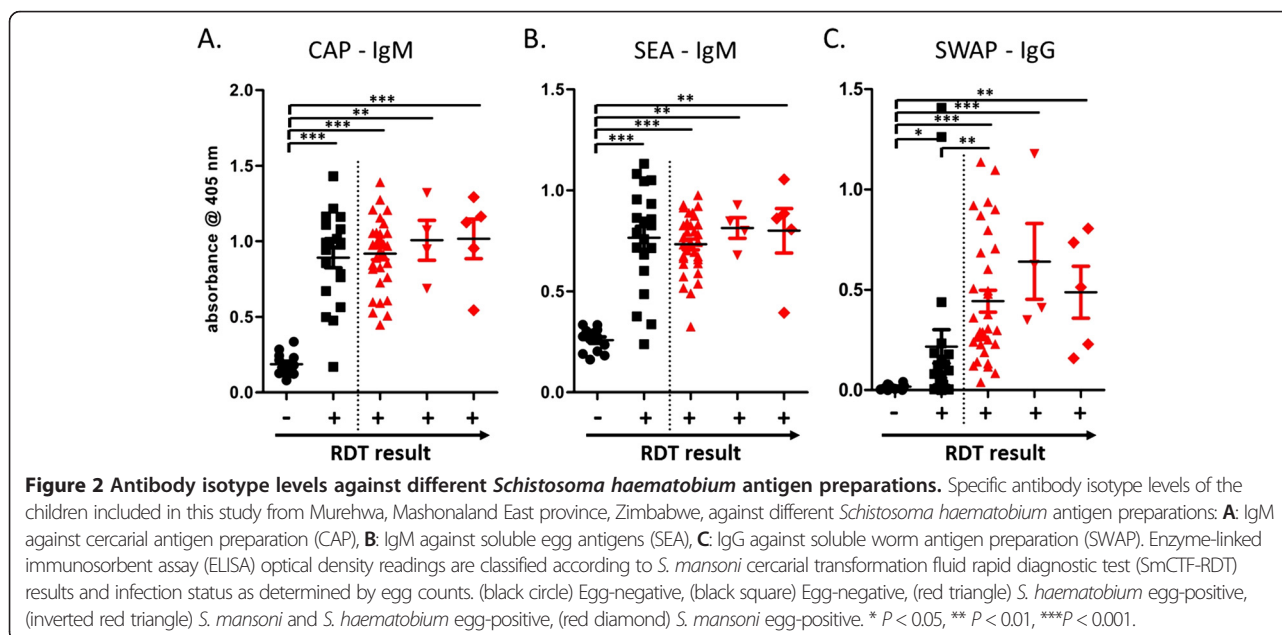 A. B. C.
CAP - IgM SEA - IgM SWAP - IgG
absorbance @ 405 nm
2.0
1.5
1.0
0.5
0.0
***
**
***
***
- + + + +
RDT result
1.5
1.0
0.5
0.0
**
**
***
***
- + + + +
RDT result
1.5
1.0
0.5
0.0
**
***
***
* **
- + + + +
RDT result
Figure 2 Antibody isotype levels against different Schistosoma haematobium antigen preparations. Specific antibody isotype levels of the
children included in this study from Murehwa, Mashonaland East province, Zimbabwe, against different Schistosoma haematobium antigen preparations: A: IgM
against cercarial antigen preparation (CAP), B: IgM against soluble egg antigens (SEA), C: IgG against soluble worm antigen preparation (SWAP). Enzyme-linked
immunosorbent assay (ELISA) optical density readings are classified according to S. mansoni cercarial transformation fluid rapid diagnostic test (SmCTF-RDT)
results and infection status as determined by egg counts. (black circle) Egg-negative, (black square) Egg-negative, (red triangle) S. haematobium egg-positive,
(inverted red triangle) S. mansoni and S. haematobium egg-positive, (red diamond) S. mansoni egg-positive. * P < 0.05, ** P < 0.01, ***P < 0.001.